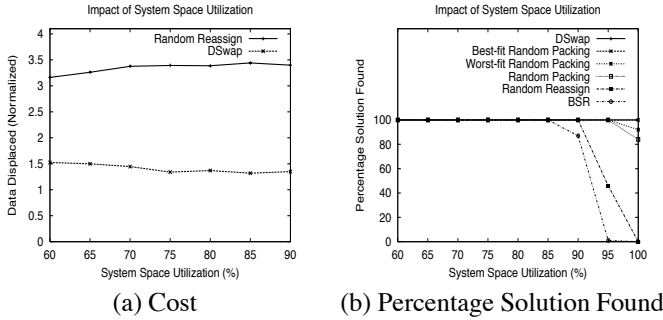 Impact of System Space Utilization
Random Reassign
DSwap
4
3.5
3
2.5
2
1.5
1
0.5
0
Data Displaced (Normalized)
60 65 70 75 80 85 90
System Space Utilization (%)
(a) Cost
Impact of System Space Utilization
DSwap
Best-fit Random Packing
Worst-fit Random Packing
Random Packing
Random Reassign
BSR
100
80
60
40
20
0
Percentage Solution Found
60 65 70 75 80 85 90 95 100
System Space Utilization (%)
(b) Percentage Solution Found